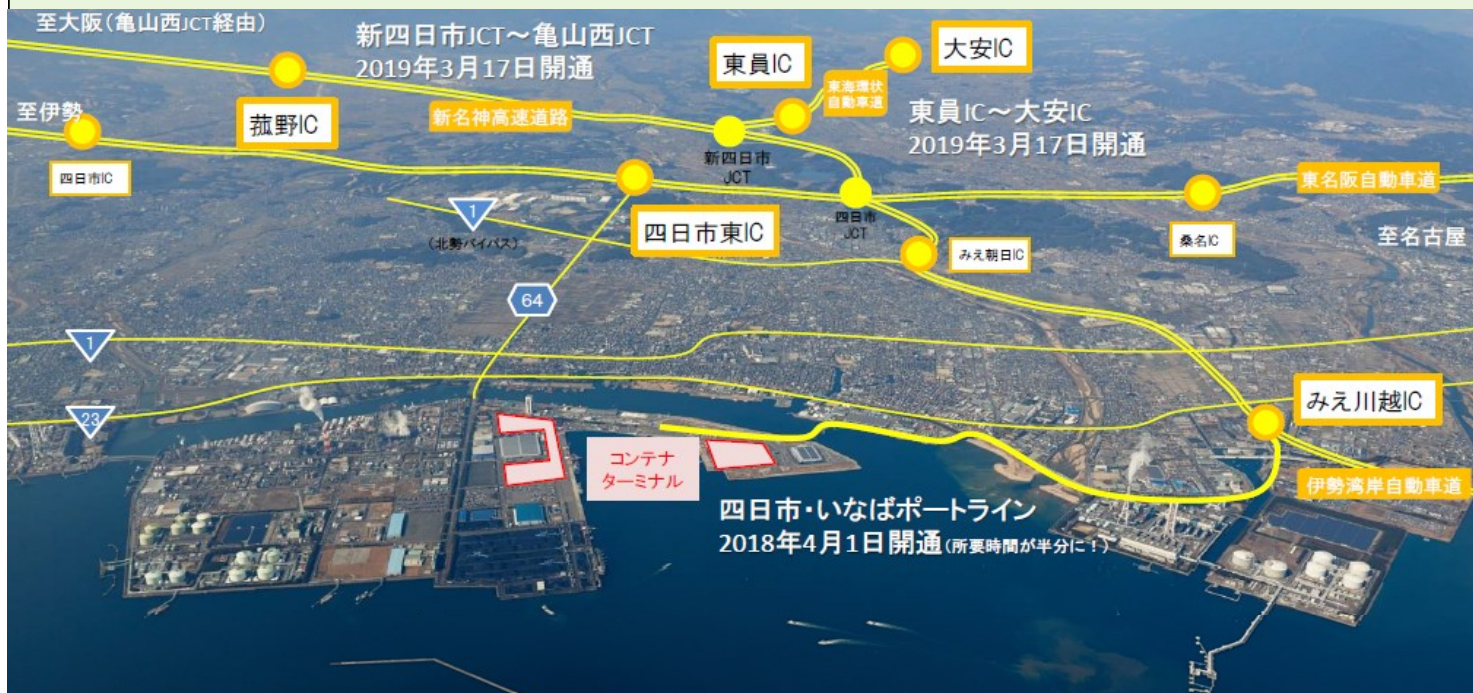 至大阪(亀山西JCT経由)
新四日市JCT～亀山西JCT
2019年3月17日開通
東員IC
大安IC
東海環状
自動車道
至伊勢
菰野IC
新名神高速道路
東員IC～大安IC
2019年3月17日開通
四日市IC
新四日市
JCT
東名阪自動車道
1
(北勢バイパス)
四日市東IC
四日市
JCT
桑名IC
至名古屋
みえ朝日IC
64
1
23
みえ川越IC
コンテナ
ターミナル
伊勢湾岸自動車道
四日市・いなばポートライン
2018年4月1日開通(所要時間が半分に！)